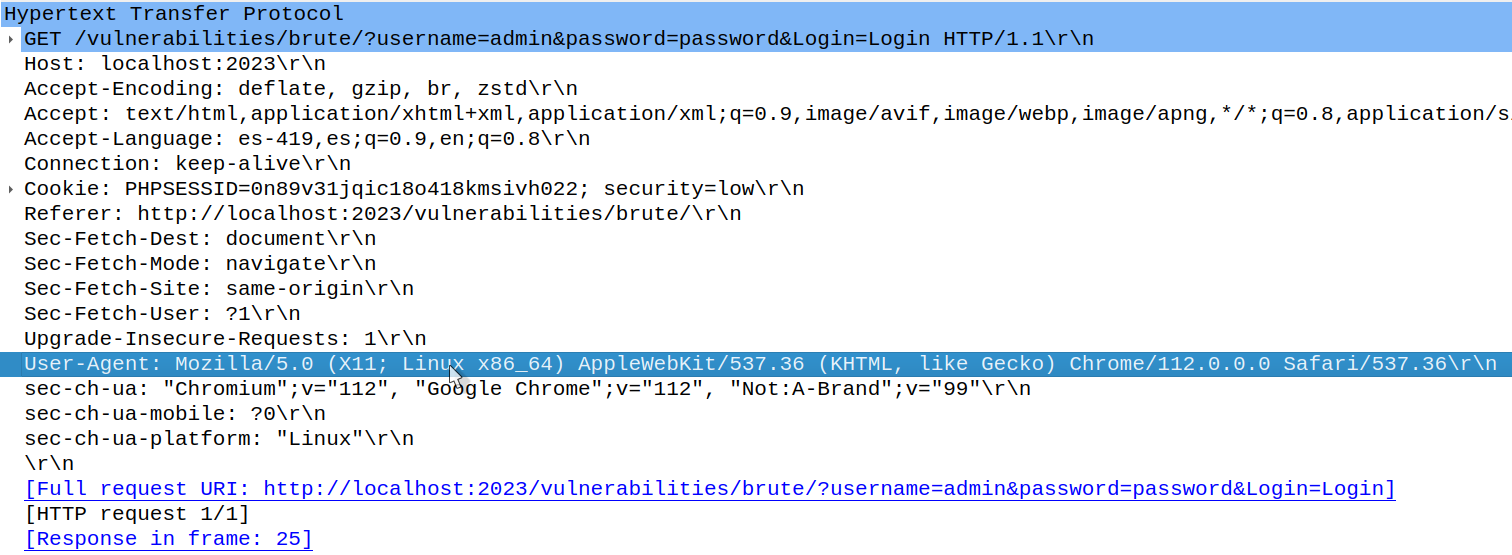 Hypertext Transfer Protocol
GET /vulnerabilities/brute/?username=admin&password=password&Login=Login HTTP/1.1\r\n
Host: localhost:2023\r\n
Accept-Encoding: deflate, gzip, br, zstd\r\n
Accept: text/html,application/xhtml+xml,application/xml;q=0.9,image/avif,image/webp,image/apng,*/*;q=0.8,application/s
Accept-Language: es-419,es;q=0.9,en;q=0.8\r\n
Connection: keep-alive\r\n
Cookie: PHPSESSID=0n89v31jqic18o418kmsivh022; security=low\r\n
Referer: http://localhost:2023/vulnerabilities/brute/\r\n
Sec-Fetch-Dest: document\r\n
Sec-Fetch-Mode: navigate\r\n
Sec-Fetch-Site: same-origin\r\n
Sec-Fetch-User: ?1\r\n
Upgrade-Insecure-Requests: 1\r\n
User-Agent: Mozilla/5.0 (X11; Linux x86_64) AppleWebKit/537.36 (KHTML, like Gecko) Chrome/112.0.0.0 Safari/537.36\r\n
sec-ch-ua: "Chromium";v="112", "Google Chrome";v="112", "Not:A-Brand";v="99"\r\n
sec-ch-ua-mobile: ?0\r\n
sec-ch-ua-platform: "Linux"\r\n
\r\n
[Full request URI: http://localhost:2023/vulnerabilities/brute/?username=admin&password=password&Login=Login]
[HTTP request 1/1]
[Response in frame: 25]